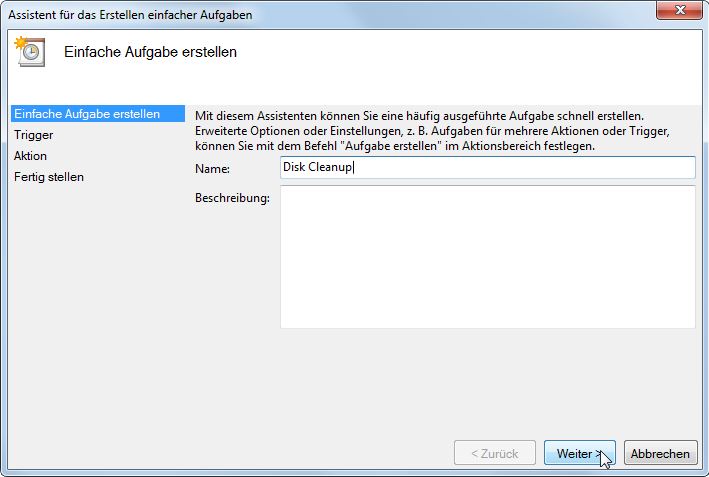 Assistent für das Erstellen einfacher Aufgaben
Einfache Aufgabe erstellen
Einfache Aufgabe erstellen
Trigger
Aktion
Fertig stellen
Mit diesem Assistenten können Sie eine häufig ausgeführte Aufgabe schnell erstellen.
Erweiterte Optionen oder Einstellungen, z. B. Aufgaben für mehrere Aktionen oder Trigger,
können Sie mit dem Befehl "Aufgabe erstellen" im Aktionsbereich festlegen.
Name: Disk Cleanup
Beschreibung:
< Zurück Weiter > Abbrechen